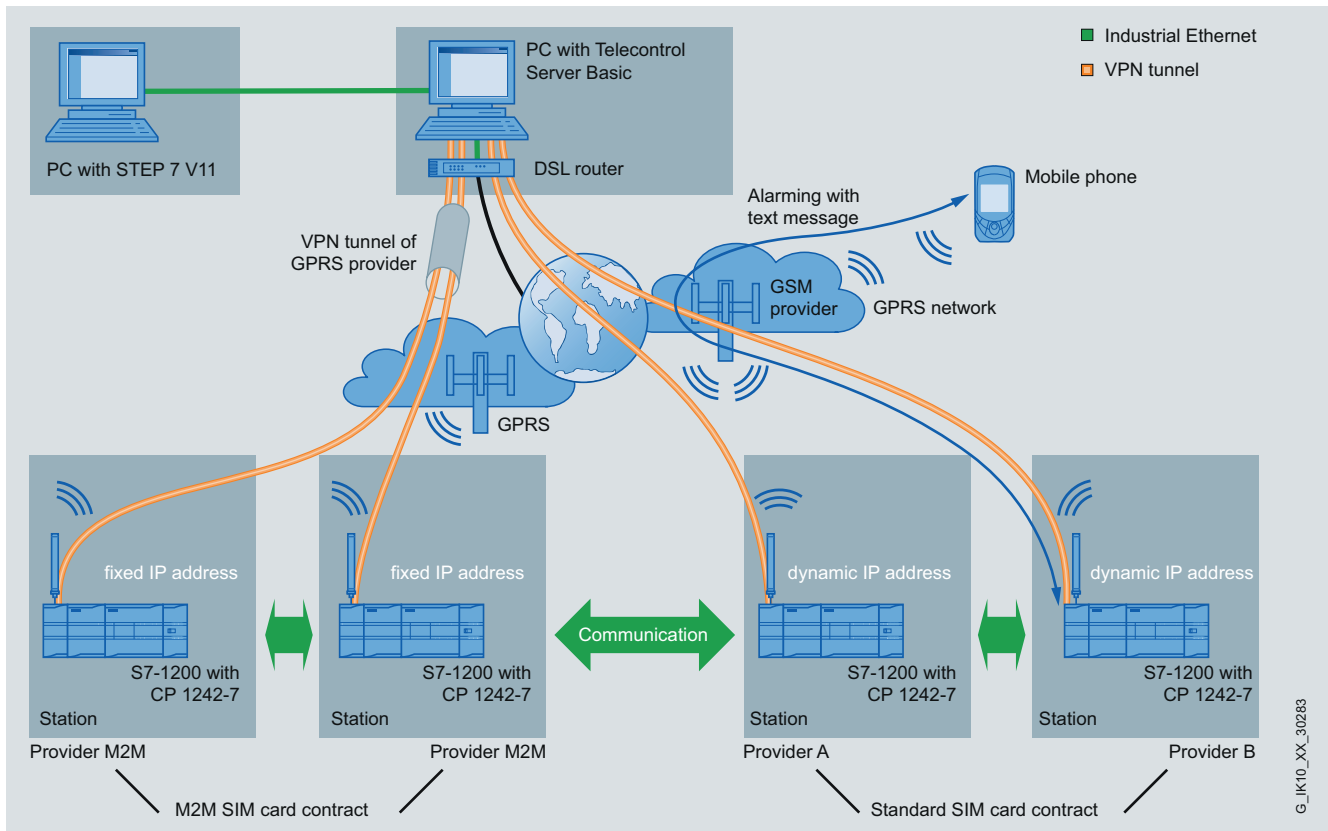 Industrial Ethernet
VPN tunnel
PC with STEP 7 V11
PC with Telecontrol
Server Basic
DSL router
VPN tunnel of
GPRS provider
Alarming with
text message
Mobile phone
GSM
provider
GPRS network
GPRS
fixed IP address
fixed IP address
dynamic IP address
dynamic IP address
Communication
S7-1200 with
CP 1242-7
S7-1200 with
CP 1242-7
S7-1200 with
CP 1242-7
S7-1200 with
CP 1242-7
Station
Station
Station
Station
Provider M2M
Provider M2M
Provider A
Provider B
M2M SIM card contract
Standard SIM card contract
G_IK10_XX_30283